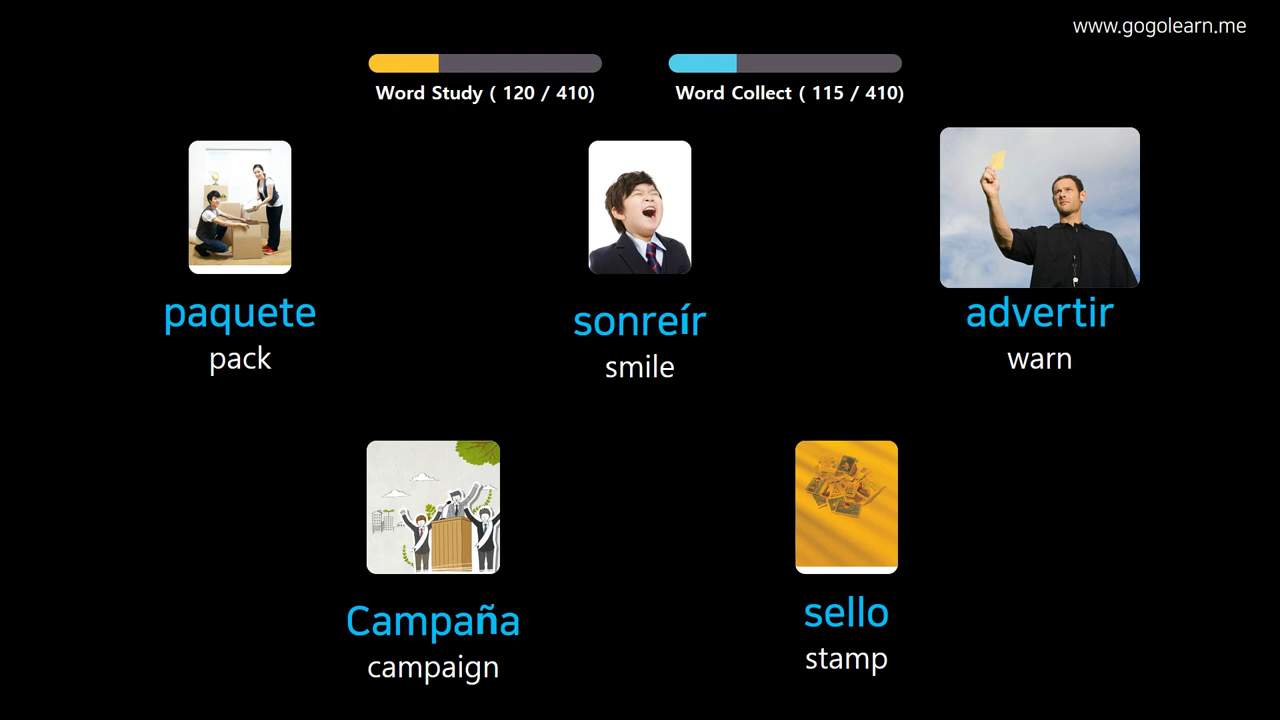 www.gogolearn.me
Word Study ( 120 / 410)
Word Collect ( 115 / 410)
paquete
pack
sonreír
smile
advertir
warn
Campaña
campaign
sello
stamp